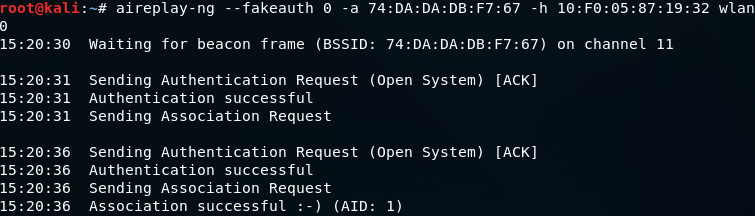 root@kali:~# aireplay-ng --fakeauth 0 -a 74:DA:DA:DB:F7:67 -h 10:F0:05:87:19:32 wlan
0
15:20:30  Waiting for beacon frame (BSSID: 74:DA:DA:DB:F7:67) on channel 11
15:20:31  Sending Authentication Request (Open System) [ACK]
15:20:31  Authentication successful
15:20:31  Sending Association Request
15:20:36  Sending Authentication Request (Open System) [ACK]
15:20:36  Authentication successful
15:20:36  Sending Association Request
15:20:36  Association successful :-) (AID: 1)